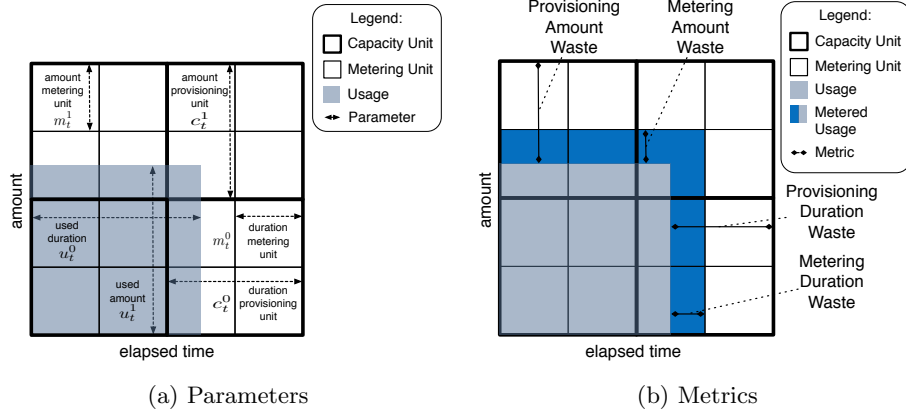 Legend:
Capacity Unit
Metering Unit
Usage
Parameter
amount
metering
unit
m_t^1
amount
provisioning
unit
c_t^1
used
duration
u_t^0
m_t^0
duration
metering
unit
used
amount
u_t^1
c_t^0
duration
provisioning
unit
amount
elapsed time
(a) Parameters
Provisioning
Amount
Waste
Metering
Amount
Waste
Legend:
Capacity Unit
Metering Unit
Usage
Metered
Usage
Metric
Provisioning
Duration
Waste
Metering
Duration
Waste
amount
elapsed time
(b) Metrics